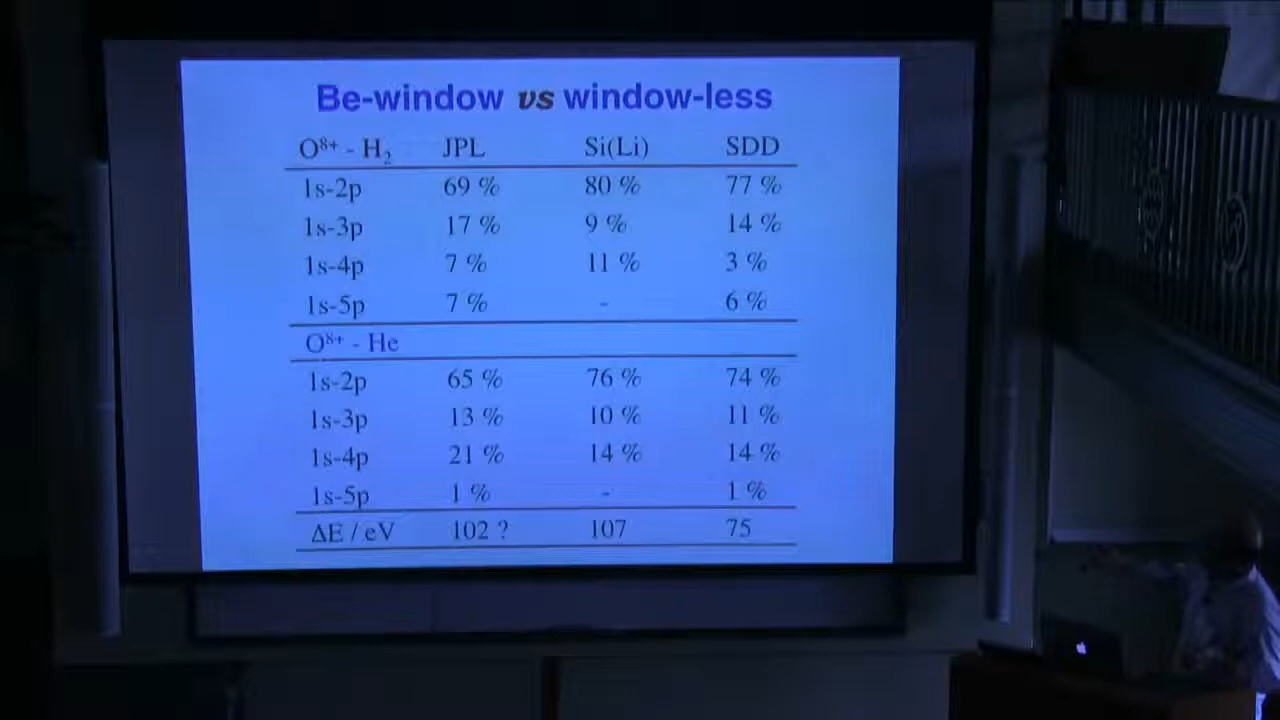 Be-window vs window-less
O⁸⁺ - H₂ JPL Si(Li) SDD
1s-2p 69 % 80 % 77 %
1s-3p 17 % 9 % 14 %
1s-4p 7 % 11 % 3 %
1s-5p 7 % - 6 %
O⁸⁺ - He
1s-2p 65 % 76 % 74 %
1s-3p 13 % 10 % 11 %
1s-4p 21 % 14 % 14 %
1s-5p 1 % - 1 %
ΔE / eV 102 ? 107 75